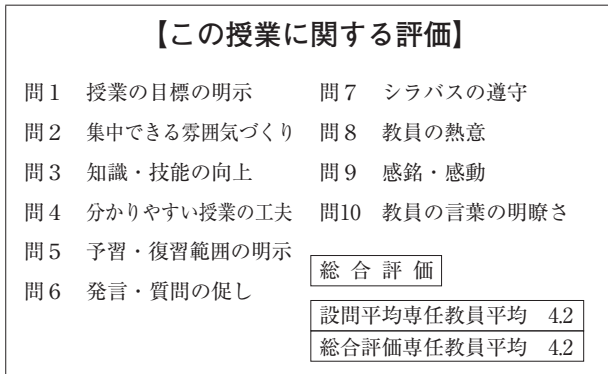 【この授業に関する評価】
問1 授業の目標の明示
問2 集中できる雰囲気づくり
問3 知識・技能の向上
問4 分かりやすい授業の工夫
問5 予習・復習範囲の明示
問6 発言・質問の促し
問7 シラバスの遵守
問8 教員の熱意
問9 感銘・感動
問10 教員の言葉の明瞭さ
総合評価
設問平均専任教員平均 4.2
総合評価専任教員平均 4.2